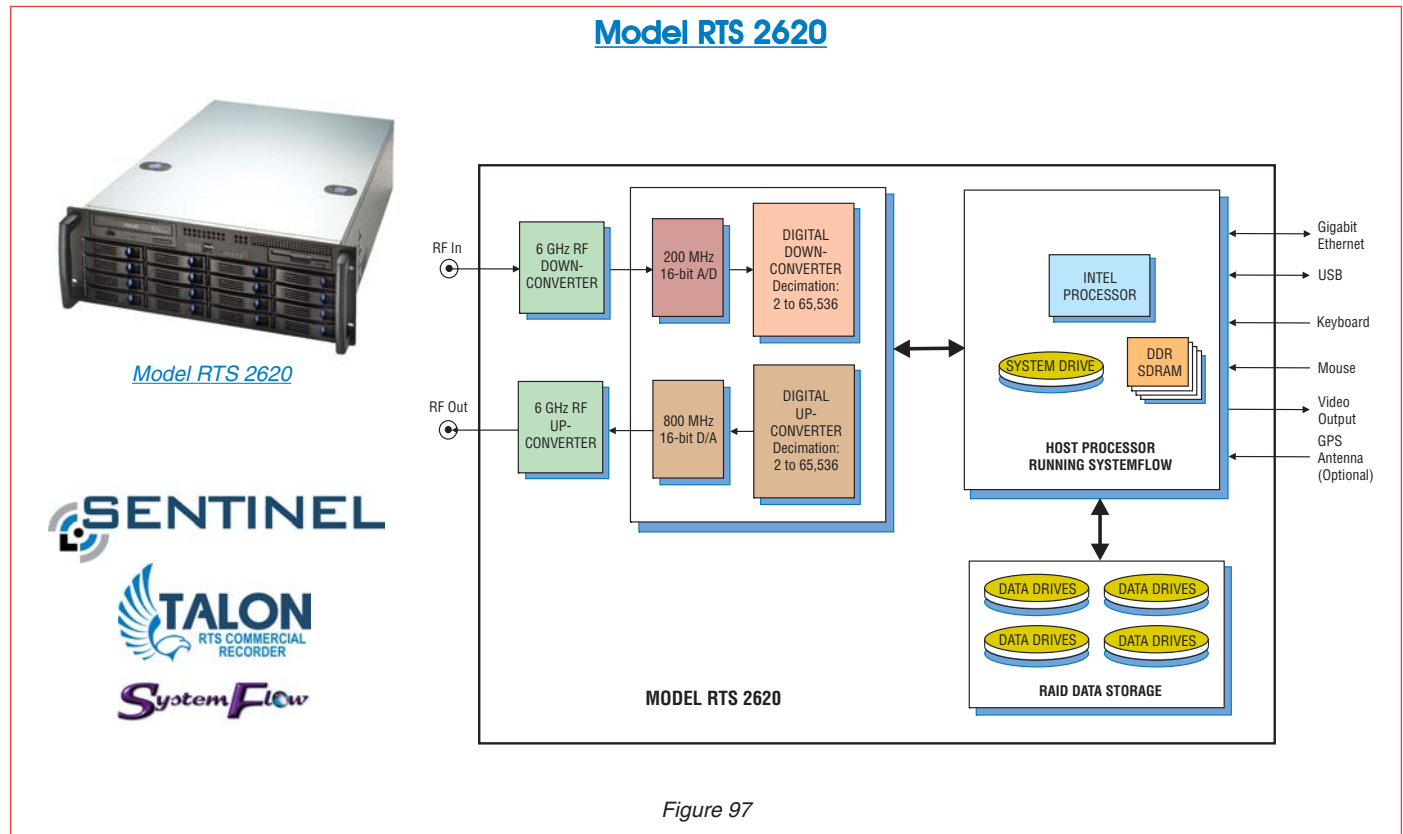 Model RTS 2620
Model RTS 2620
SENTINEL
TALON
RTS COMMERCIAL
RECORDER
SystemFlow
RF In
6 GHz RF
DOWN-
CONVERTER
200 MHz
16-bit A/D
DIGITAL
DOWN-
CONVERTER
Decimation:
2 to 65,536
RF Out
6 GHz RF
UP-
CONVERTER
800 MHz
16-bit D/A
DIGITAL
UP-
CONVERTER
Decimation:
2 to 65,536
INTEL
PROCESSOR
SYSTEM DRIVE
DDR
SDRAM
HOST PROCESSOR
RUNNING SYSTEMFLOW
Gigabit
Ethernet
USB
Keyboard
Mouse
Video
Output
GPS
Antenna
(Optional)
DATA DRIVES
DATA DRIVES
DATA DRIVES
DATA DRIVES
RAID DATA STORAGE
MODEL RTS 2620
Figure 97